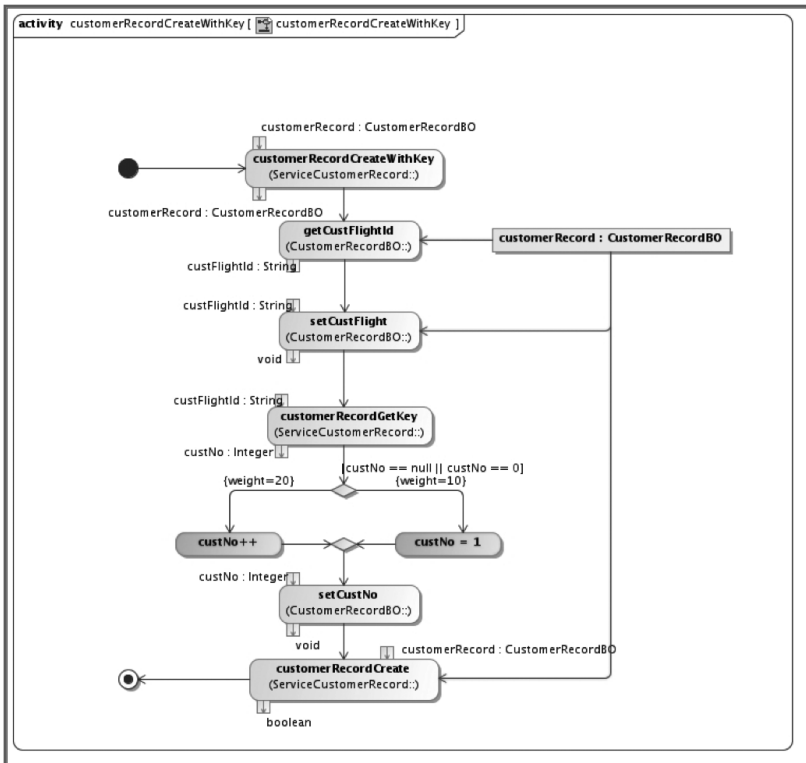 activity customerRecordCreateWithKey [ customerRecordCreateWithKey ]
customerRecord : CustomerRecordBO
customerRecordCreateWithKey
(ServiceCustomerRecord::)
customerRecord : CustomerRecordBO
getCustFlightId
(CustomerRecordBO::)
customerRecord : CustomerRecordBO
custFlightId : String
custFlightId : String
setCustFlight
(CustomerRecordBO::)
void
custFlightId : String
customerRecordGetKey
(ServiceCustomerRecord::)
custNo : Integer
[custNo == null || custNo == 0]
{weight=20}
{weight=10}
custNo++
custNo = 1
custNo : Integer
setCustNo
(CustomerRecordBO::)
void
customerRecord : CustomerRecordBO
customerRecordCreate
(ServiceCustomerRecord::)
boolean